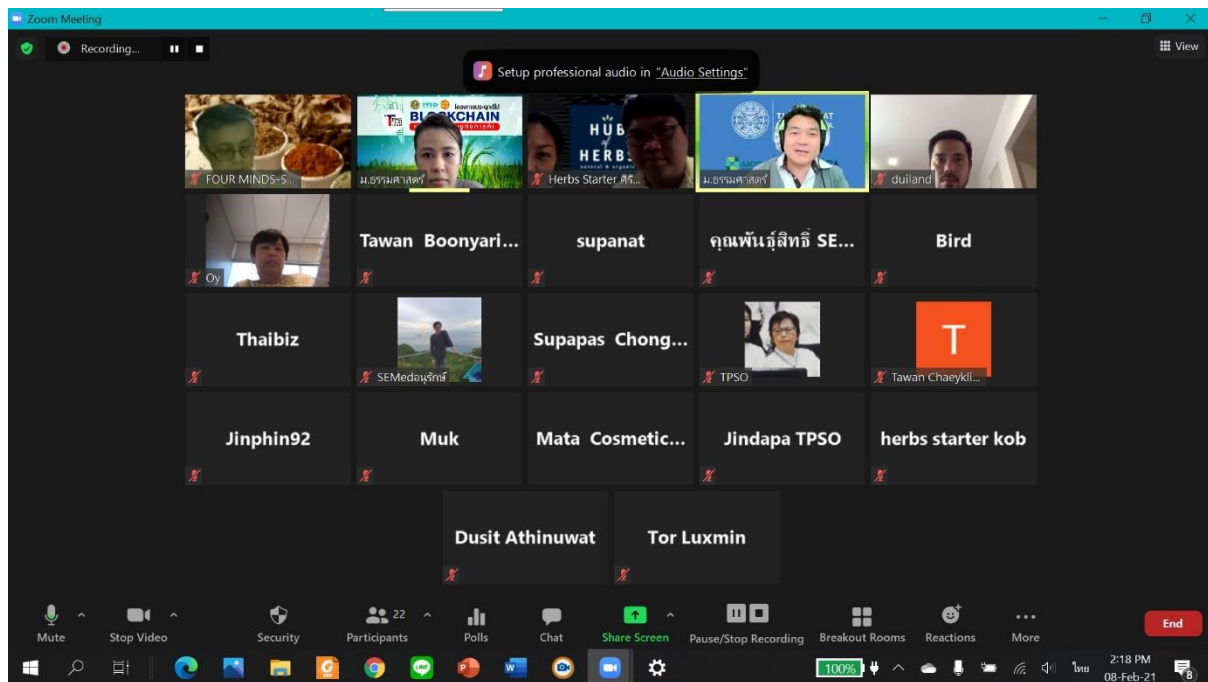 Zoom Meeting
Recording...
View
Setup professional audio in "Audio Settings"
TPSO
BLOCKCHAIN
HUB
of
HERBS
FOUR MINDS-S...
ม.ธรรมศาสตร์
Herbs Starter ศิริ...
ม.ธรรมศาสตร์
duiland
Oy
Tawan Boonyari...
supanat
คุณพันธุ์สิทธิ์ SE...
Bird
Thaibiz
SEMedอนุรักษ์
Supapas Chong...
TPSO
T
Tawan Chaeykli...
Jinphin92
Muk
Mata Cosmetic...
Jindapa TPSO
herbs starter kob
Dusit Athinuwat
Tor Luxmin
22
Mute
Stop Video
Security
Participants
Polls
Chat
Share Screen
Pause/Stop Recording
Breakout Rooms
Reactions
More
End
LINE
100%
ไทย
2:18 PM
08-Feb-21
8